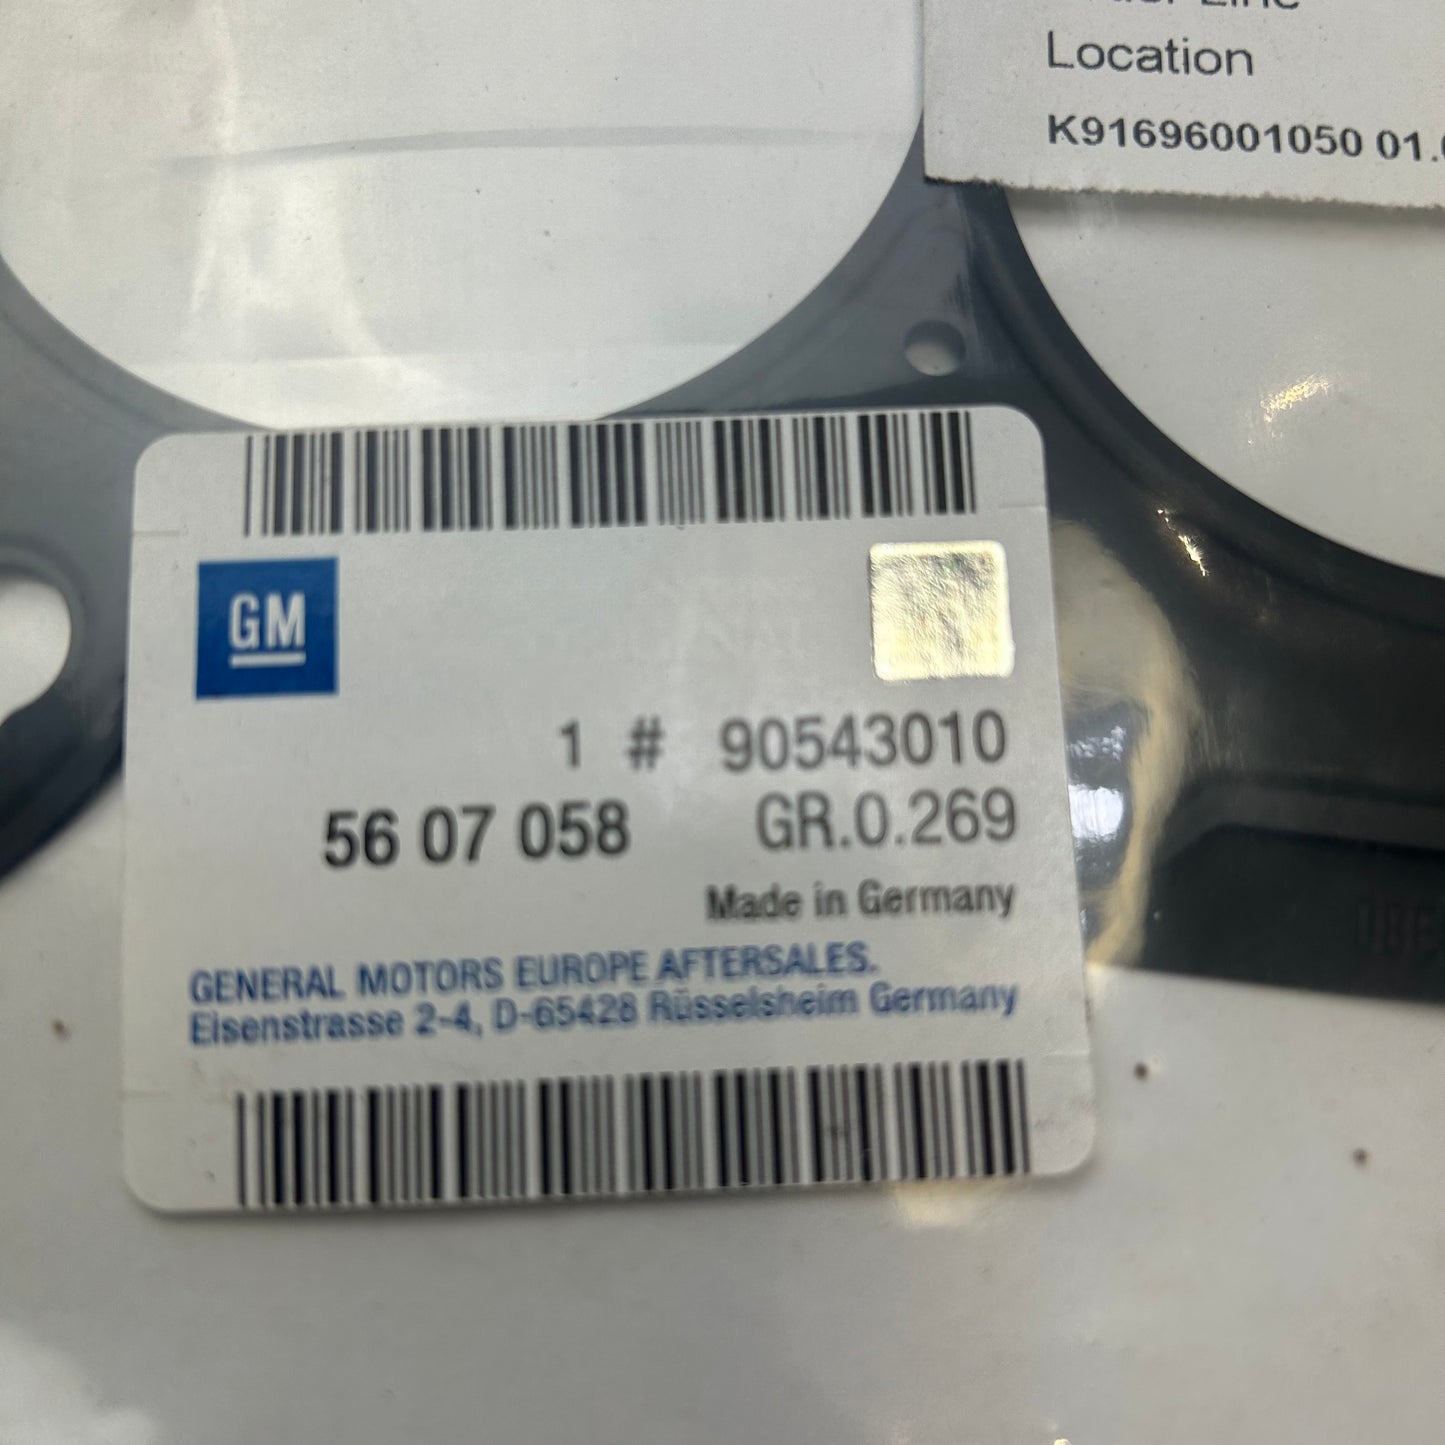 Location
K91696001050 01.
GM
1 # 90543010
56 07 058 GR.0.269
Made in Germany
GENERAL MOTORS EUROPE AFTERSALES.
Eisenstrasse 2-4, D-65428 Rüsselsheim Germany